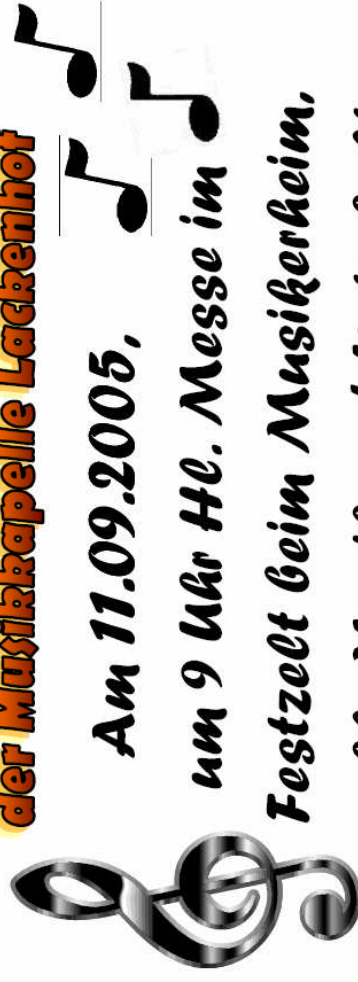 der Musikkapelle Lackenhof
Am 11.09.2005,
um 9 Uhr Hl. Messe im
Festzelt beim Musikerheim,